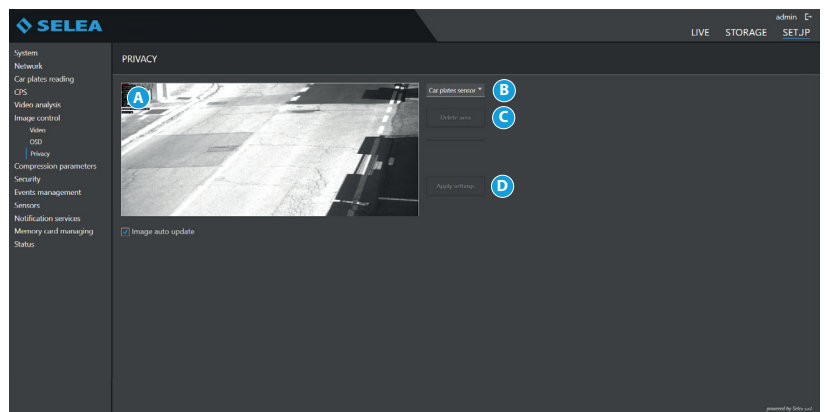 SELEA
admin
LIVE STORAGE SETUP
System
Network
Car plates reading
CPS
Video analysis
Image control
Video
OSD
Privacy
Compression parameters
Security
Events management
Sensors
Notification services
Memory card managing
Status
PRIVACY
A
Car plates sensor
B
Delete area
C
Apply settings
D
Image auto update
powered by Selea s.r.l.